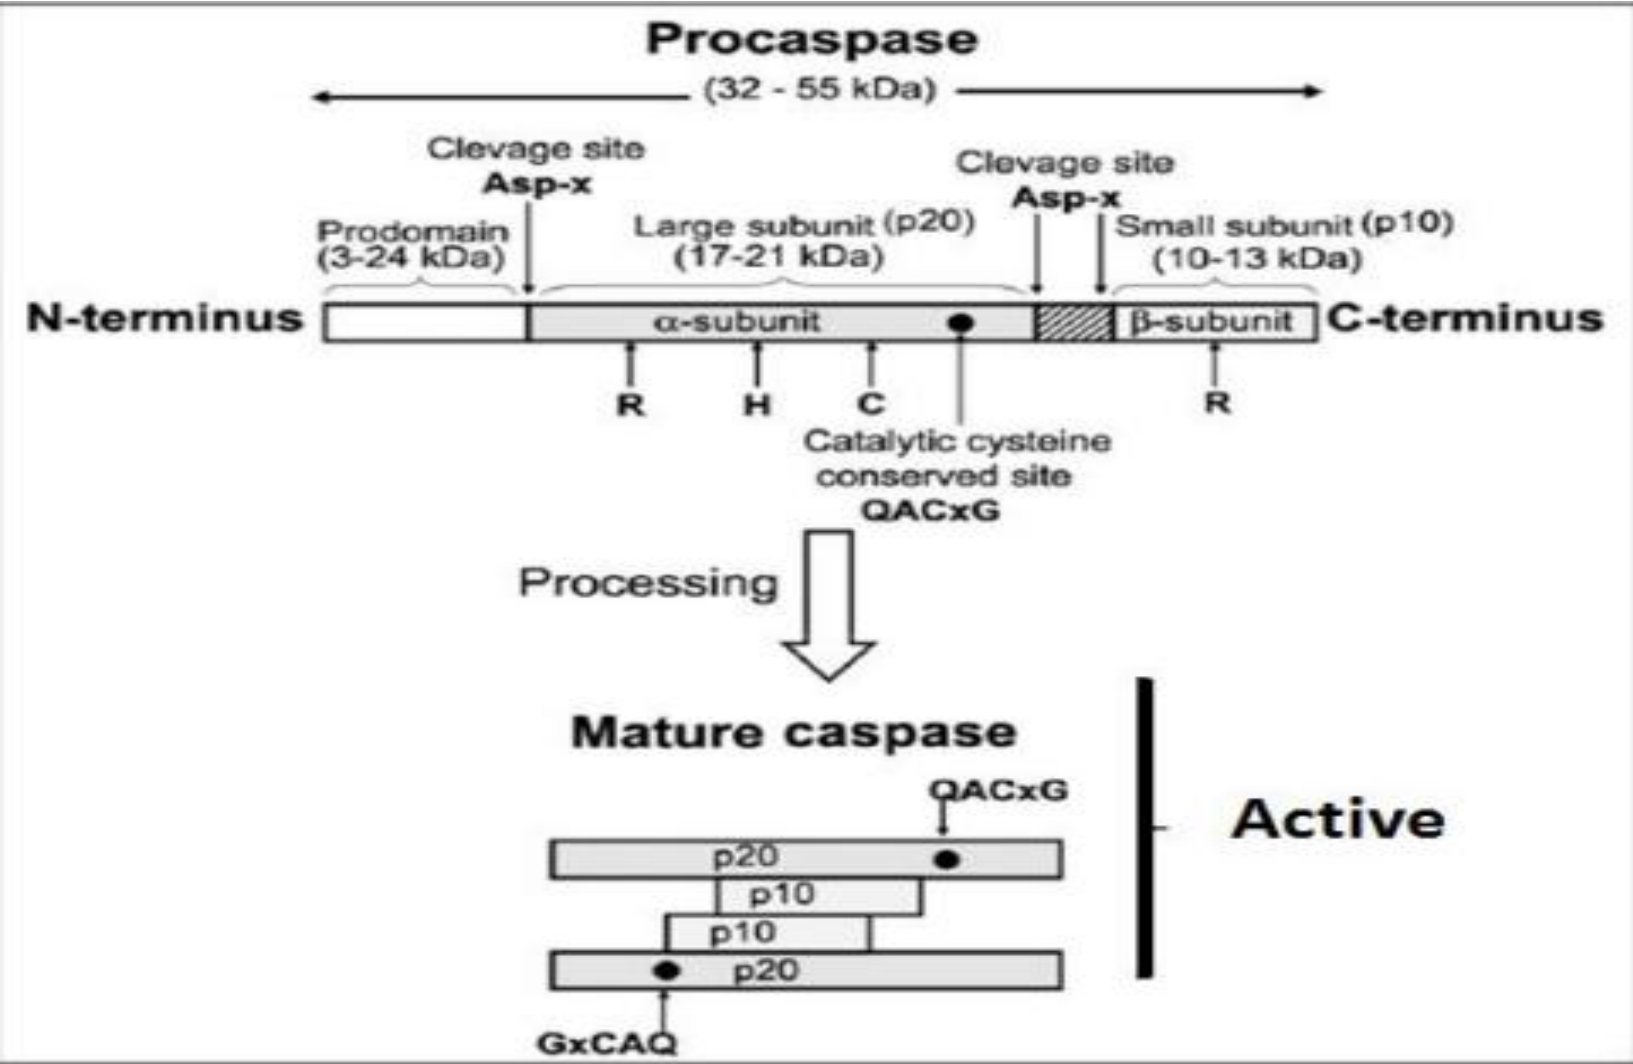 Procaspase
(32 - 55 kDa)
Clevage site
Asp-x
Clevage site
Asp-x
Prodomain
(3-24 kDa)
Large subunit (p20)
(17-21 kDa)
Small subunit (p10)
(10-13 kDa)
N-terminus
α-subunit
β-subunit
C-terminus
R
H
C
R
Catalytic cysteine
conserved site
QACxG
Processing
Mature caspase
QACxG
Active
p20
p10
p10
p20
GxCAQ